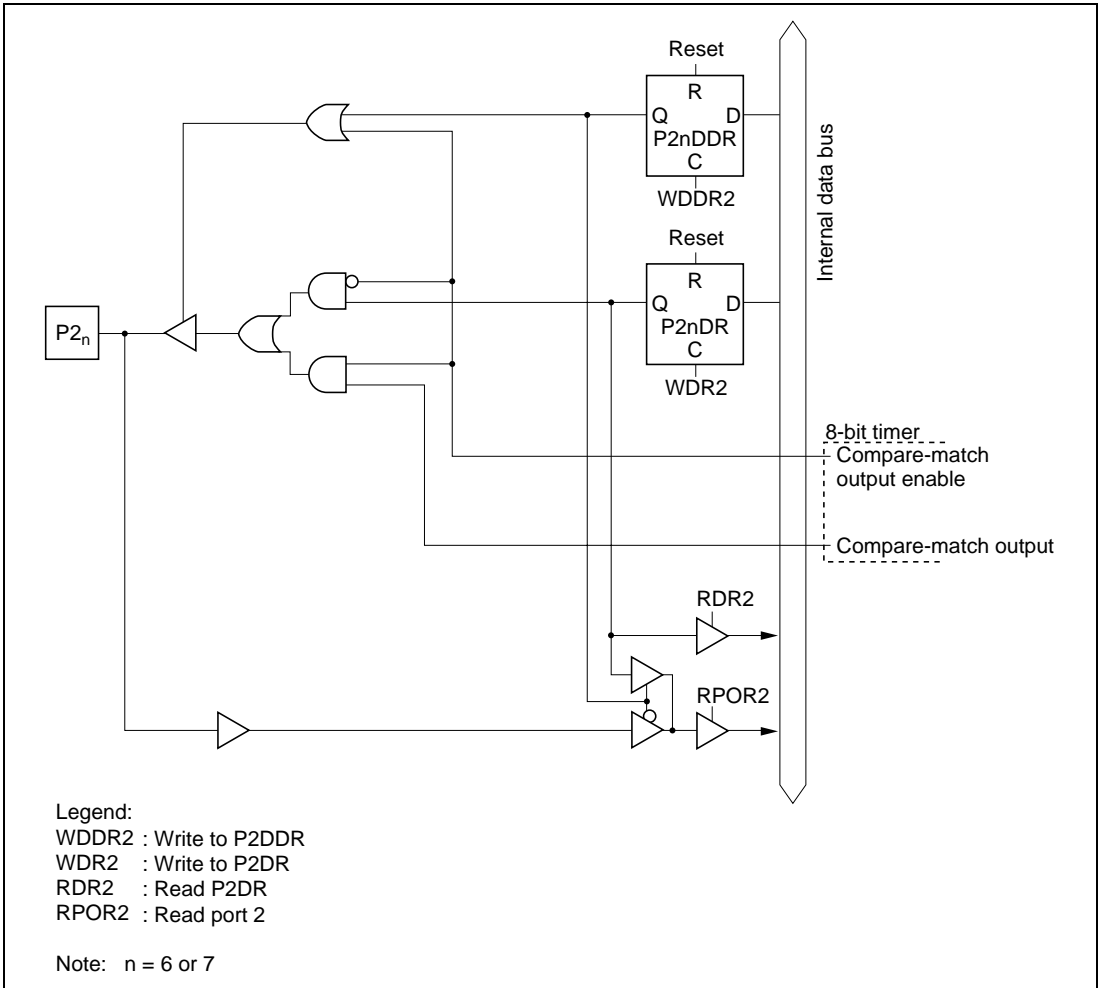 Reset
R
Q D
P2nDDR
C
WDDR2
Internal data bus
Reset
R
Q D
P2nDR
C
WDR2
P2n
8-bit timer
Compare-match
output enable
Compare-match output
RDR2
RPOR2
Legend:
WDDR2 : Write to P2DDR
WDR2 : Write to P2DR
RDR2 : Read P2DR
RPOR2 : Read port 2
Note: n = 6 or 7